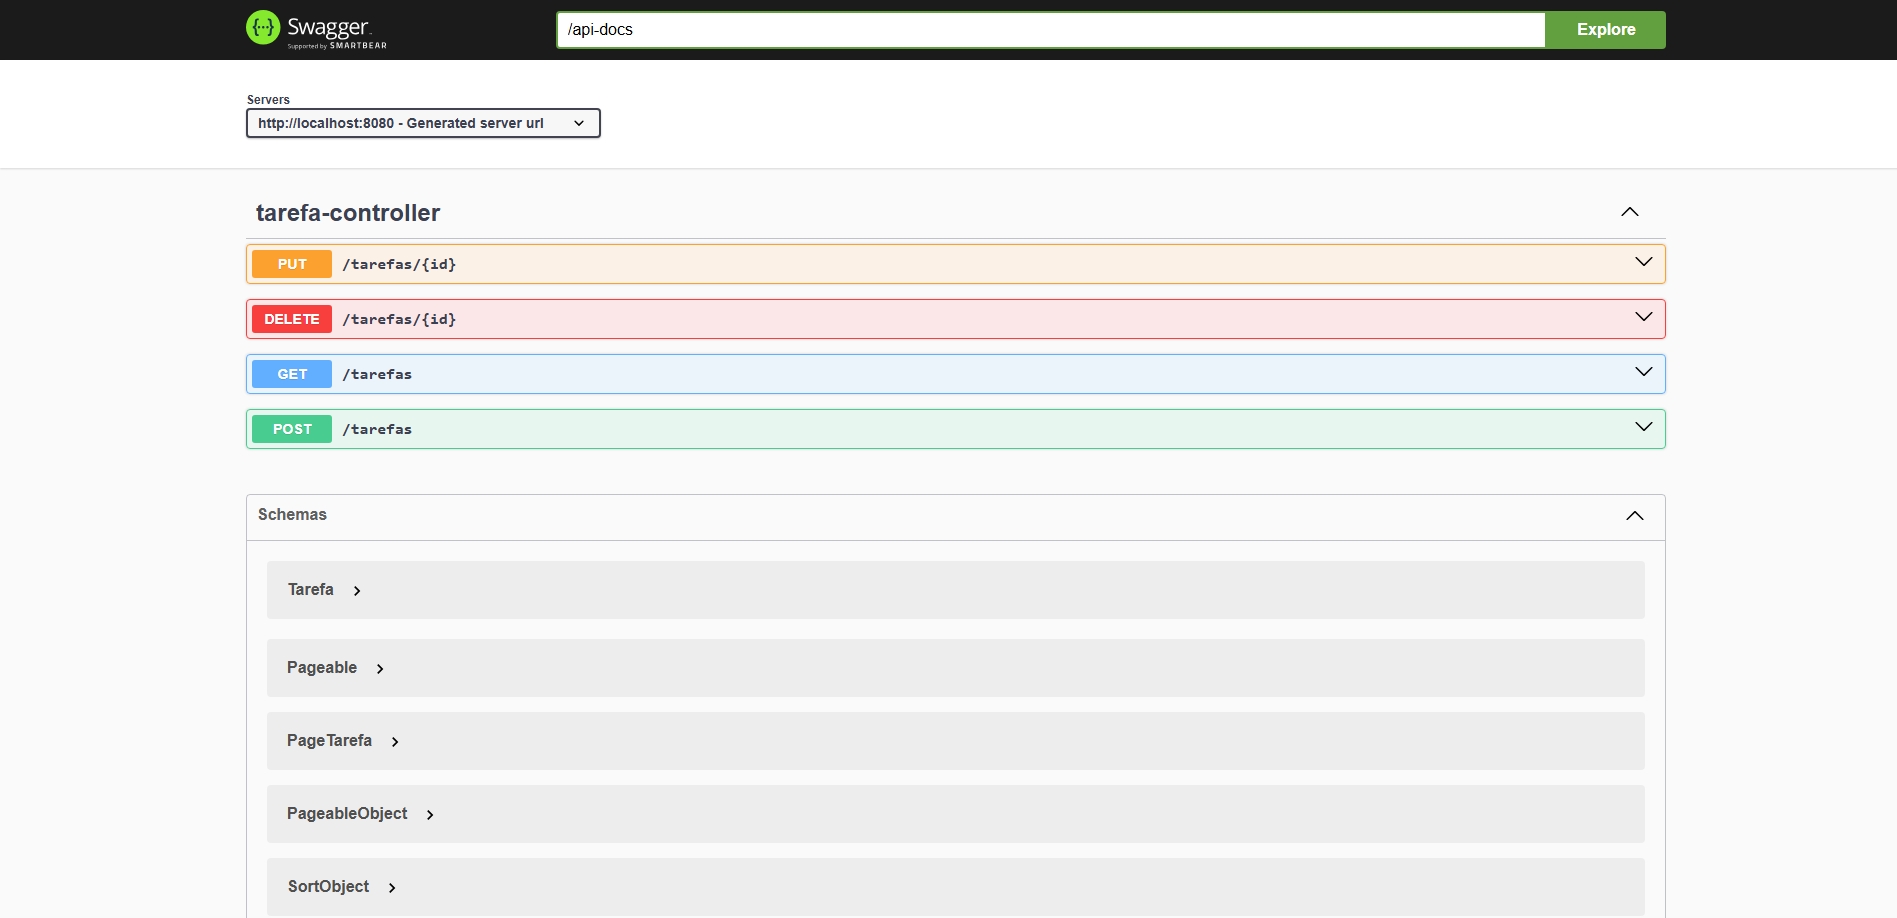 {···} Swagger
Supported by SMARTBEAR
/api-docs
Explore
Servers
http://localhost:8080 - Generated server url
tarefa-controller
PUT /tarefas/{id}
DELETE /tarefas/{id}
GET /tarefas
POST /tarefas
Schemas
Tarefa
Pageable
PageTarefa
PageableObject
SortObject